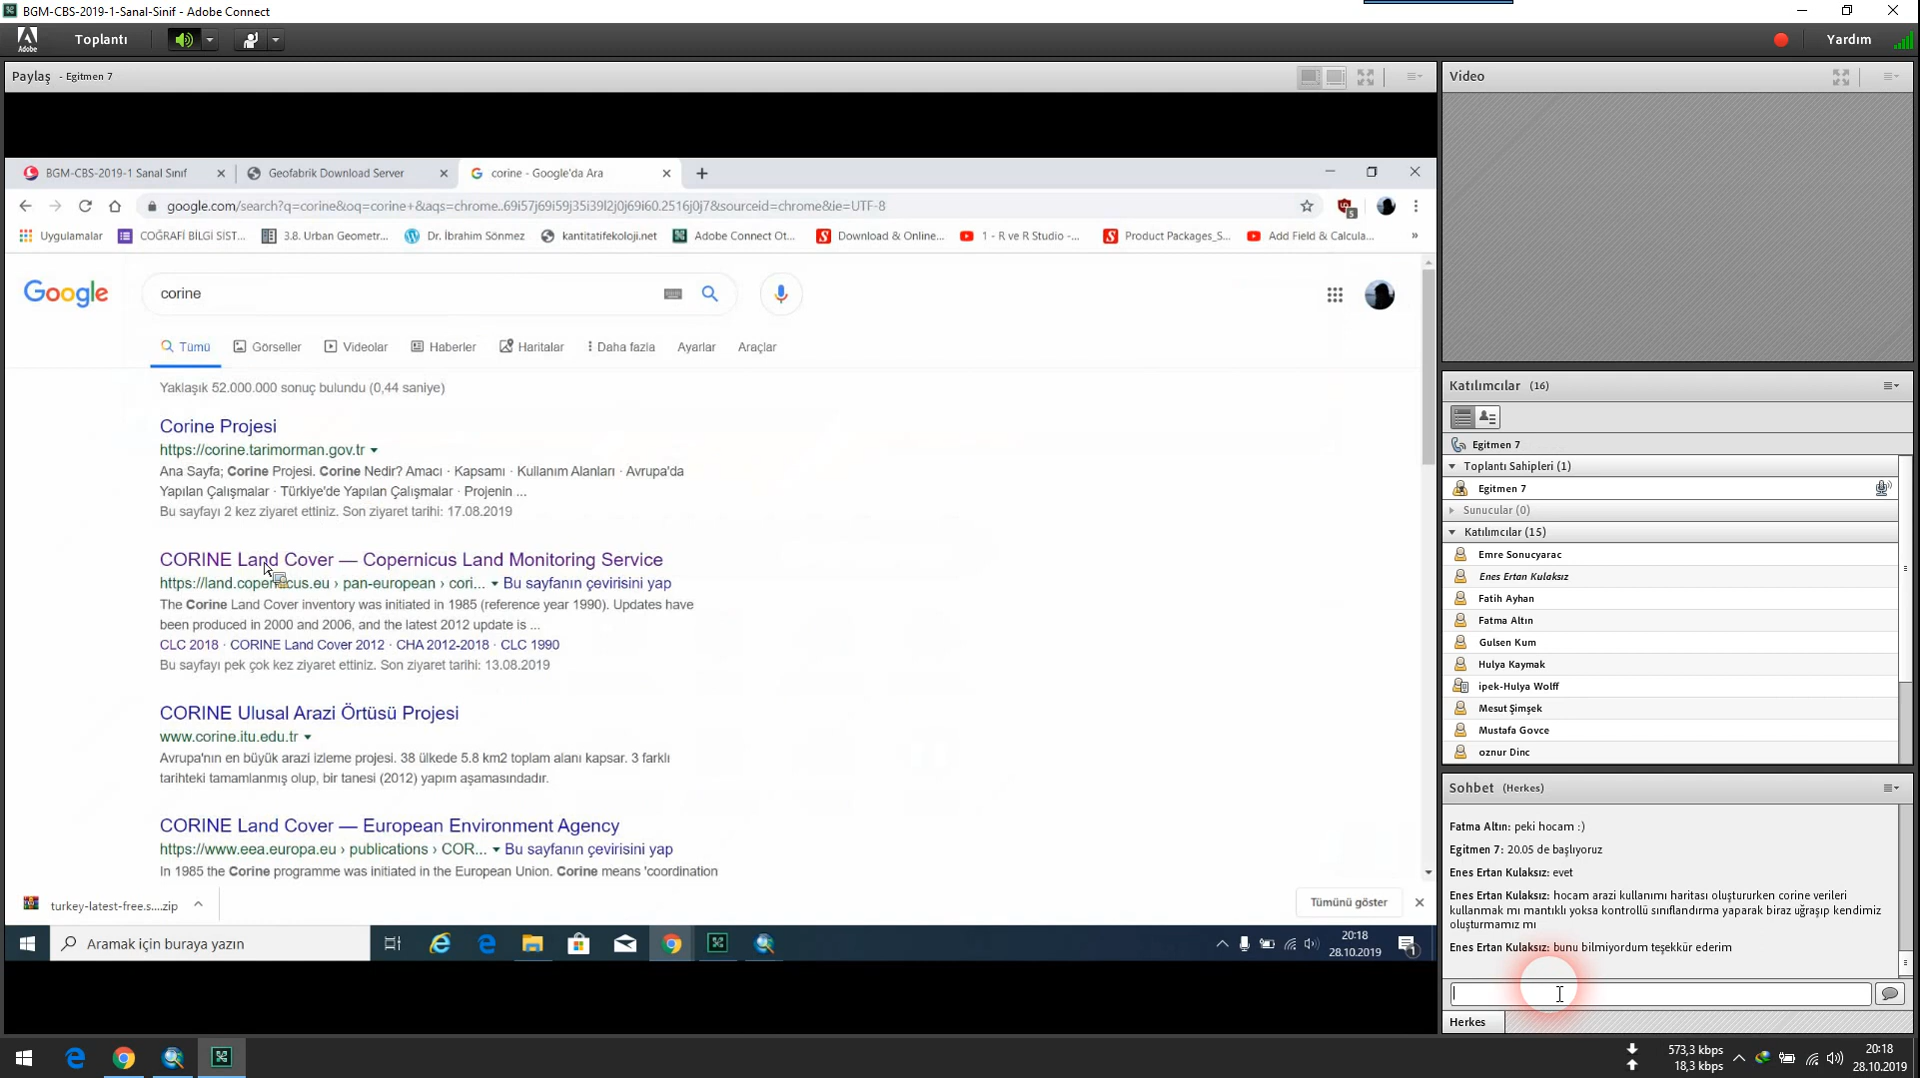 BGM-CBS-2019-1-Sanal-Sinif - Adobe Connect
Adobe
Toplantı
Yardım
Paylaş - Egitmen 7
Video
BGM-CBS-2019-1 Sanal Sınıf
Geofabrik Download Server
corine - Google'da Ara
google.com/search?q=corine&oq=corine+&aqs=chrome..69i57j69i59j35i39l2j0j69i60.2516j0j7&sourceid=chrome&ie=UTF-8
Uygulamalar
COĞRAFİ BİLGİ SİST...
3.8. Urban Geometr...
Dr. İbrahim Sönmez
kantitatifekoloji.net
Adobe Connect Ot...
Download & Online...
1 - R ve R Studio -...
Product Packages_S...
Add Field & Calcula...
»
Google
corine
Tümü
Görseller
Videolar
Haberler
Haritalar
Daha fazla
Ayarlar
Araçlar
Yaklaşık 52.000.000 sonuç bulundu (0,44 saniye)
Corine Projesi
https://corine.tarimorman.gov.tr
Ana Sayfa; Corine Projesi. Corine Nedir? Amacı · Kapsamı · Kullanım Alanları · Avrupa'da
Yapılan Çalışmalar · Türkiye'de Yapılan Çalışmalar · Projenin ...
Bu sayfayı 2 kez ziyaret ettiniz. Son ziyaret tarihi: 17.08.2019
CORINE Land Cover — Copernicus Land Monitoring Service
https://land.copernicus.eu › pan-european › cori... Bu sayfanın çevirisini yap
The Corine Land Cover inventory was initiated in 1985 (reference year 1990). Updates have
been produced in 2000 and 2006, and the latest 2012 update is ...
CLC 2018 · CORINE Land Cover 2012 · CHA 2012-2018 · CLC 1990
Bu sayfayı pek çok kez ziyaret ettiniz. Son ziyaret tarihi: 13.08.2019
CORINE Ulusal Arazi Örtüsü Projesi
www.corine.itu.edu.tr
Avrupa'nın en büyük arazi izleme projesi. 38 ülkede 5.8 km2 toplam alanı kapsar. 3 farklı
tarihteki tamamlanmış olup, bir tanesi (2012) yapım aşamasındadır.
CORINE Land Cover — European Environment Agency
https://www.eea.europa.eu › publications › COR... Bu sayfanın çevirisini yap
In 1985 the Corine programme was initiated in the European Union. Corine means 'coordination
turkey-latest-free.s....zip
Tümünü göster
Aramak için buraya yazın
20:18
28.10.2019
1
Katılımcılar (16)
Egitmen 7
Toplantı Sahipleri (1)
Egitmen 7
Sunucular (0)
Katılımcılar (15)
Emre Sonucyarac
Enes Ertan Kulaksız
Fatih Ayhan
Fatma Altın
Gulsen Kum
Hulya Kaymak
ipek-Hulya Wolff
Mesut Şimşek
Mustafa Govce
oznur Dinc
Sohbet (Herkes)
Fatma Altın: peki hocam :)
Egitmen 7: 20.05 de başlıyoruz
Enes Ertan Kulaksız: evet
Enes Ertan Kulaksız: hocam arazi kullanımı haritası oluştururken corine verileri
kullanmak mı mantıklı yoksa kontrollü sınıflandırma yaparak biraz uğraşıp kendimiz
oluşturmamız mı
Enes Ertan Kulaksız: bunu bilmiyordum teşekkür ederim
Herkes
573,3 kbps
18,3 kbps
20:18
28.10.2019